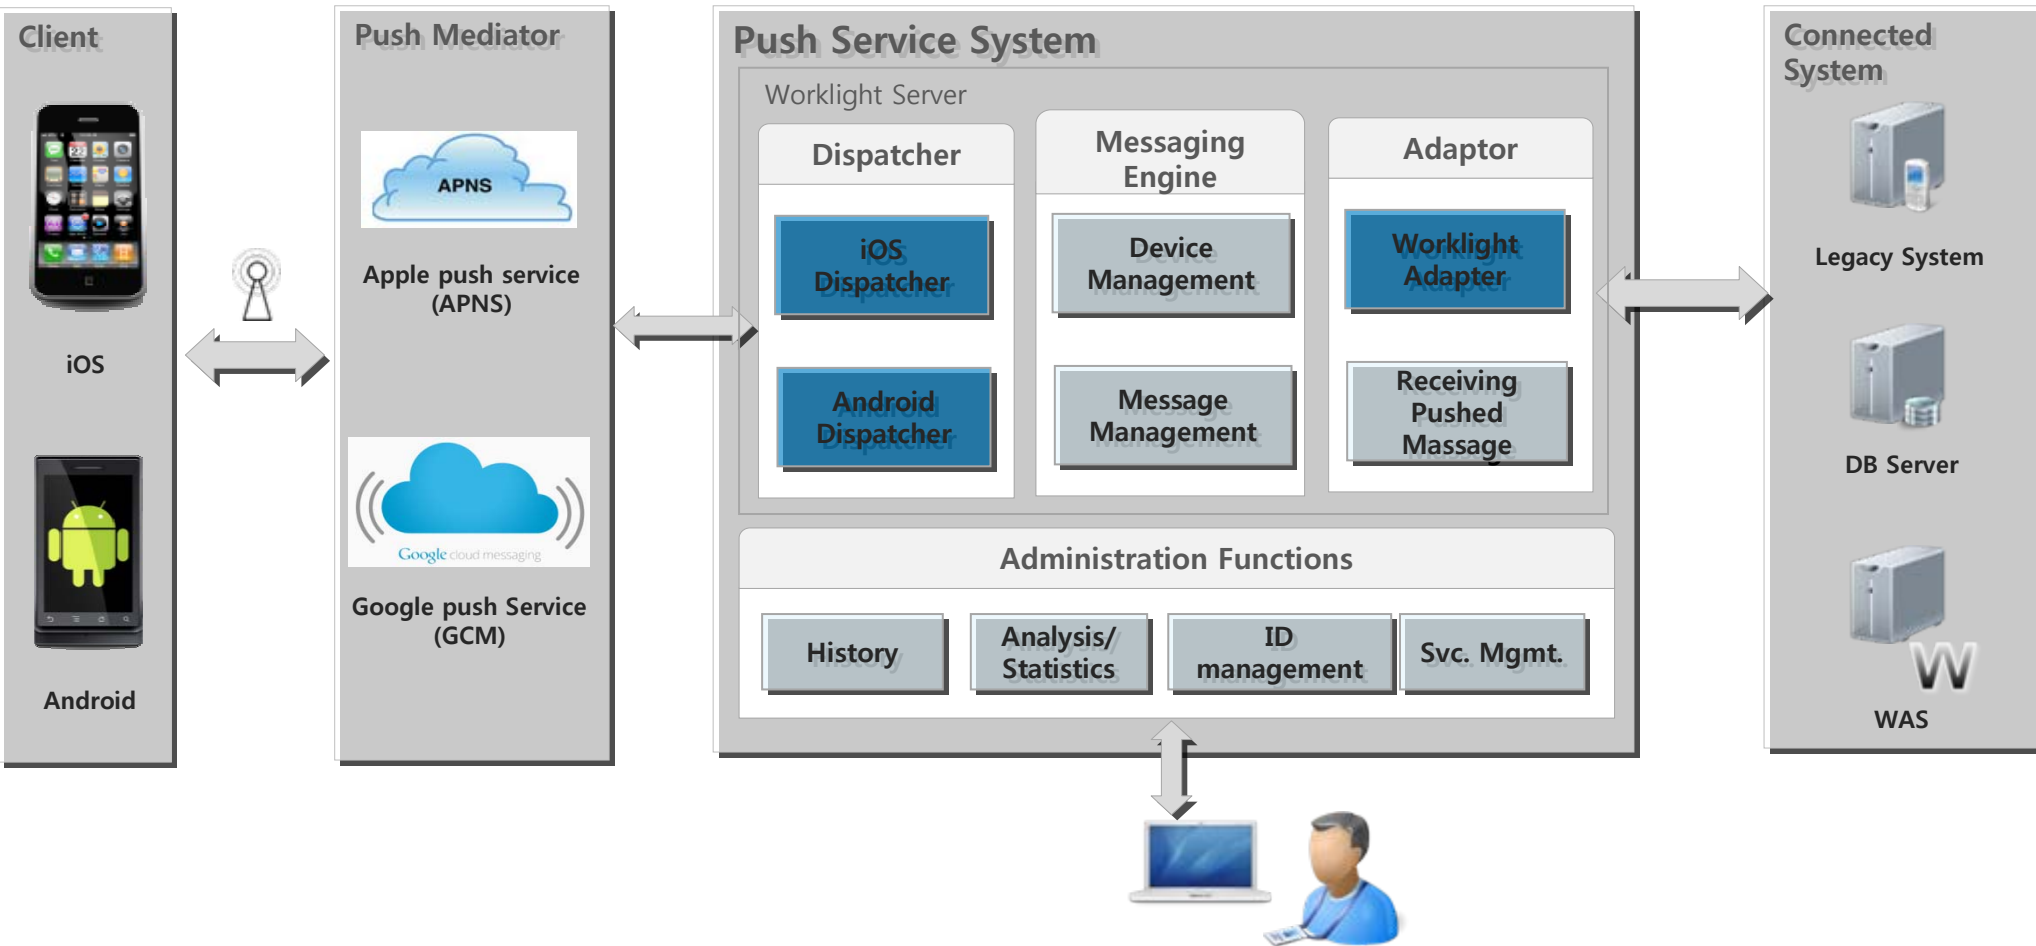 Client
iOS
Android
Push Mediator
APNS
Apple push service
(APNS)
Google cloud messaging
Google push Service
(GCM)
Push Service System
Worklight Server
Dispatcher
iOS
Dispatcher
Android
Dispatcher
Messaging
Engine
Device
Management
Message
Management
Adaptor
Worklight
Adapter
Receiving
Pushed
Massage
Administration Functions
History
Analysis/
Statistics
ID
management
Svc. Mgmt.
Connected
System
Legacy System
DB Server
W
WAS